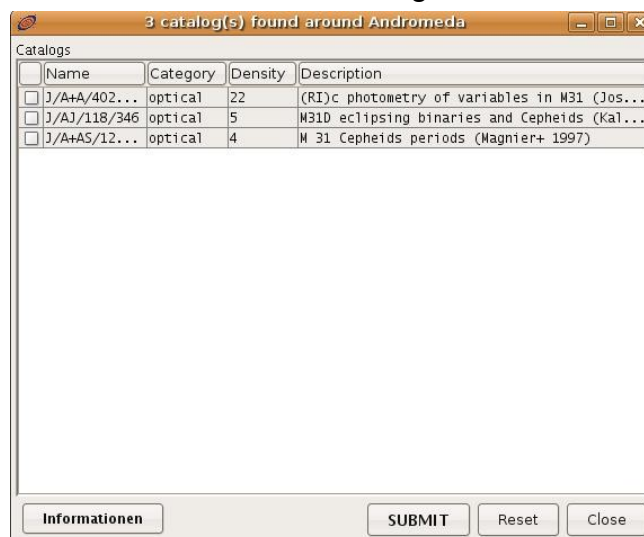 3 catalog(s) found around Andromeda
Catalogs
Name Category Density Description
J/A+A/402... optical 22 (RI)c photometry of variables in M31 (Jos...
J/AJ/118/346 optical 5 M31D eclipsing binaries and Cepheids (Kal...
J/A+AS/12... optical 4 M 31 Cepheids periods (Magnier+ 1997)
Informationen SUBMIT Reset Close